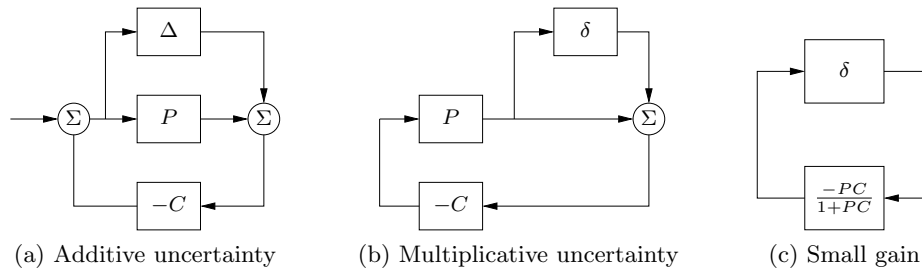 Δ
δ
Σ P Σ
P Σ
δ
−C
−C
−PC
1+PC
(a) Additive uncertainty
(b) Multiplicative uncertainty
(c) Small gain